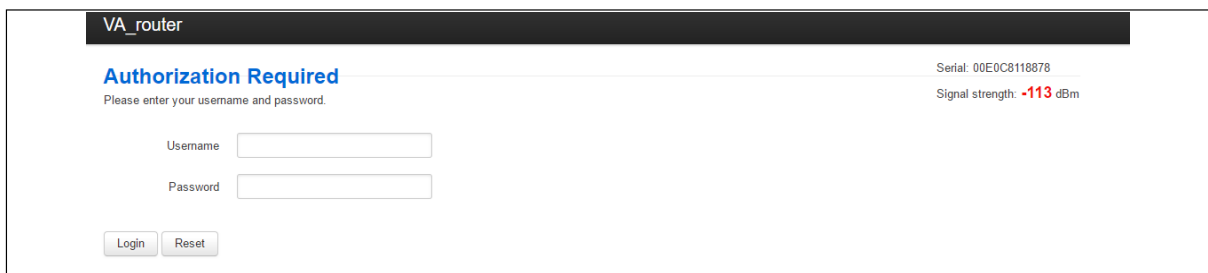 VA_router
Authorization Required
Serial: 00E0C8118878
Please enter your username and password.
Signal strength: -113 dBm
Username
Password
Login Reset